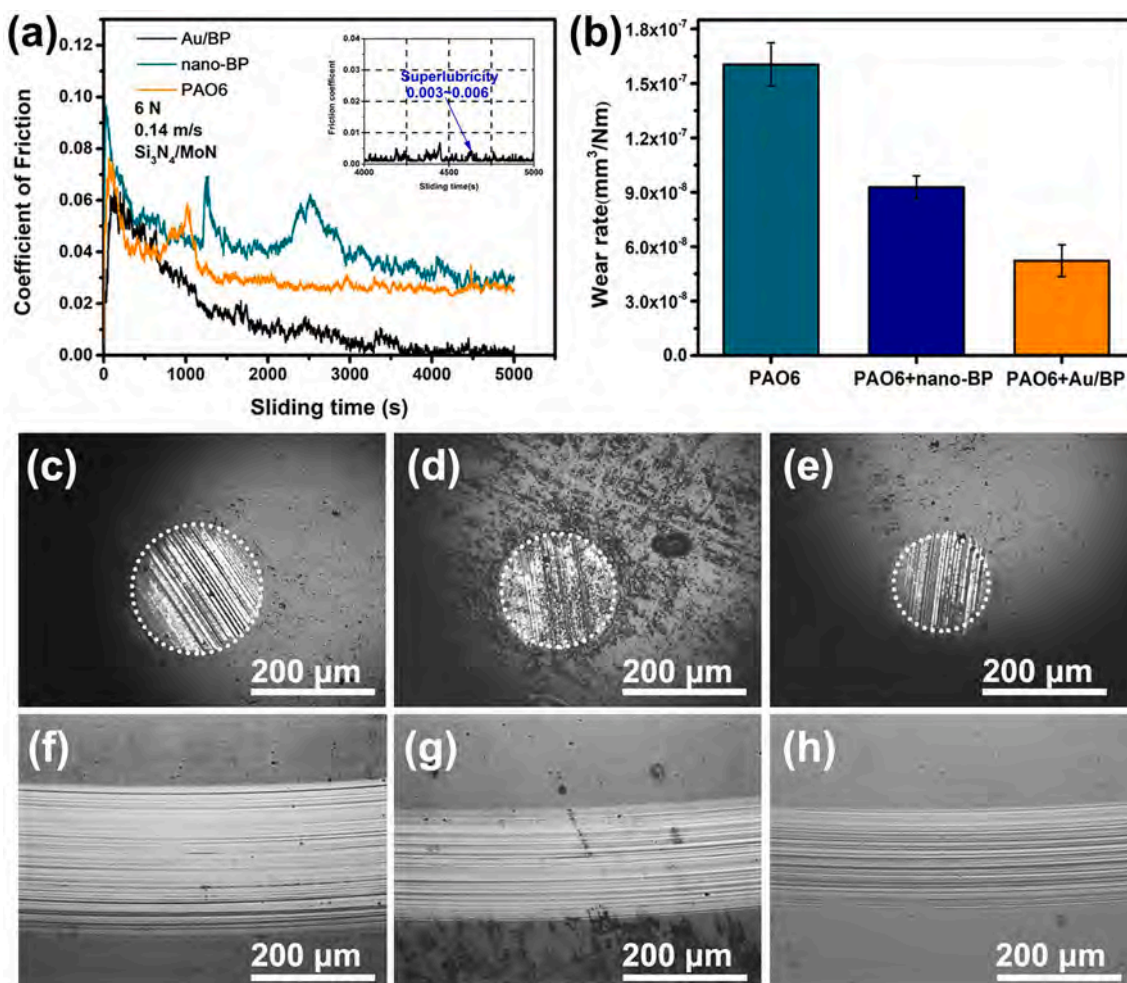 (a)
0.12
0.10
0.08
0.06
0.04
0.02
0.00
Coefficient of Friction
Au/BP
nano-BP
PAO6
6 N
0.14 m/s
Si₃N₄/MoN
0.04
0.03
0.02
0.01
0.00
Friction coefficent
Superlubricity
0.003~0.006
4000 4500 5000
Sliding time(s)
0 1000 2000 3000 4000 5000
Sliding time (s)
(b)
1.8x10⁻⁷
1.5x10⁻⁷
9.0x10⁻⁸
6.0x10⁻⁸
3.0x10⁻⁸
0.0
Wear rate(mm³/Nm)
PAO6 PAO6+nano-BP PAO6+Au/BP
(c)
200 μm
(d)
200 μm
(e)
200 μm
(f)
200 μm
(g)
200 μm
(h)
200 μm